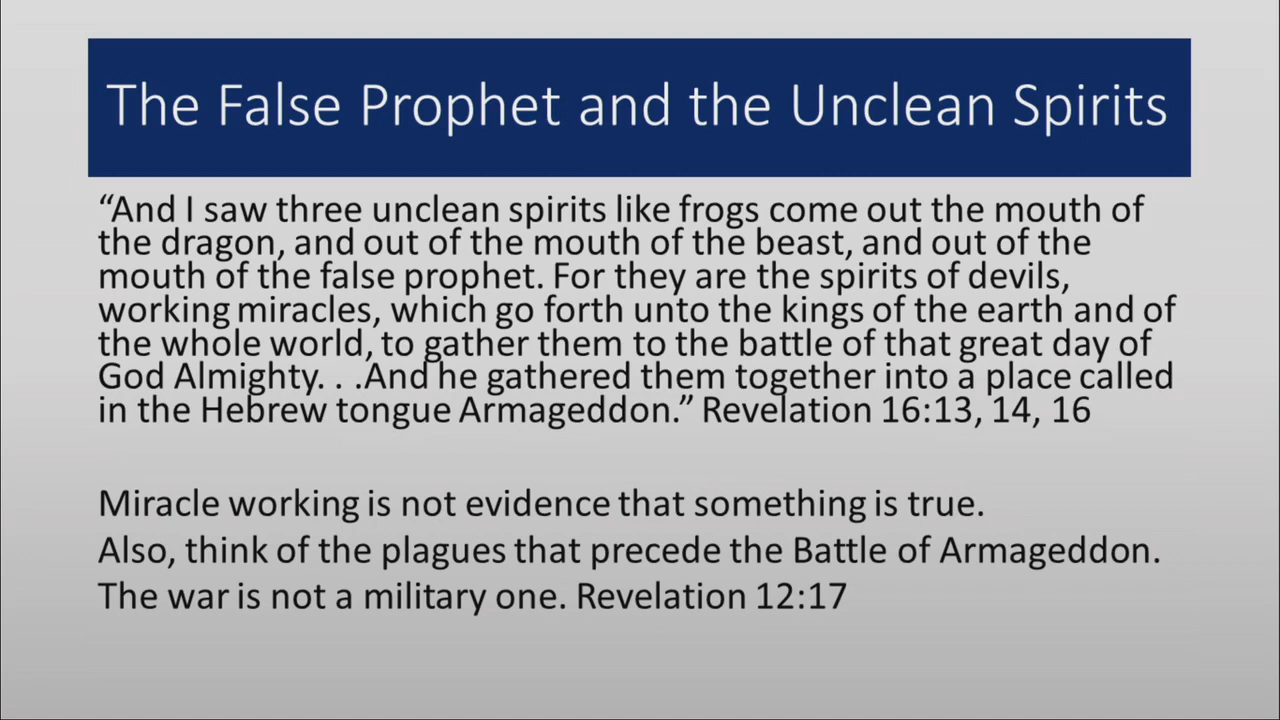 The False Prophet and the Unclean Spirits
“And I saw three unclean spirits like frogs come out the mouth of
the dragon, and out of the mouth of the beast, and out of the
mouth of the false prophet. For they are the spirits of devils,
working miracles, which go forth unto the kings of the earth and of
the whole world, to gather them to the battle of that great day of
God Almighty. . .And he gathered them together into a place called
in the Hebrew tongue Armageddon.” Revelation 16:13, 14, 16
Miracle working is not evidence that something is true.
Also, think of the plagues that precede the Battle of Armageddon.
The war is not a military one. Revelation 12:17